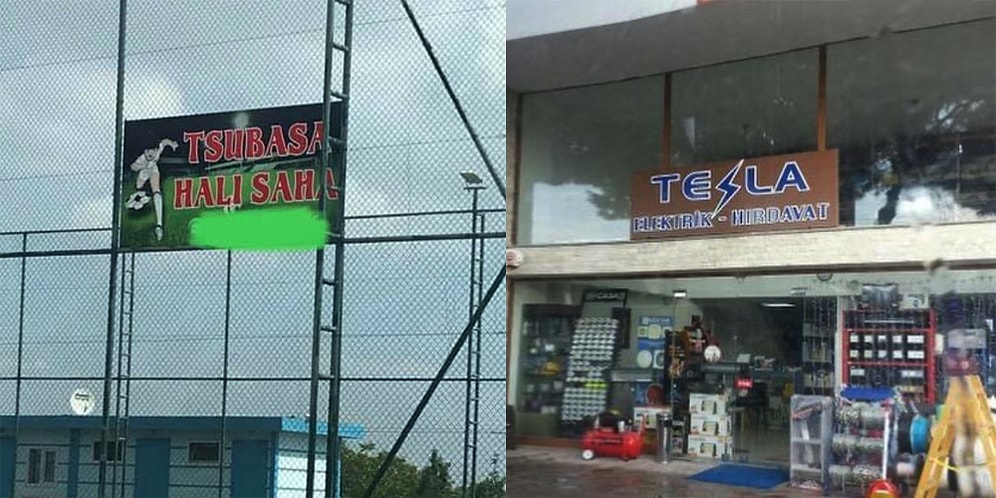 TSUBASA
HALI SAHA
TESLA
ELEKTRİK - HIRDAVAT